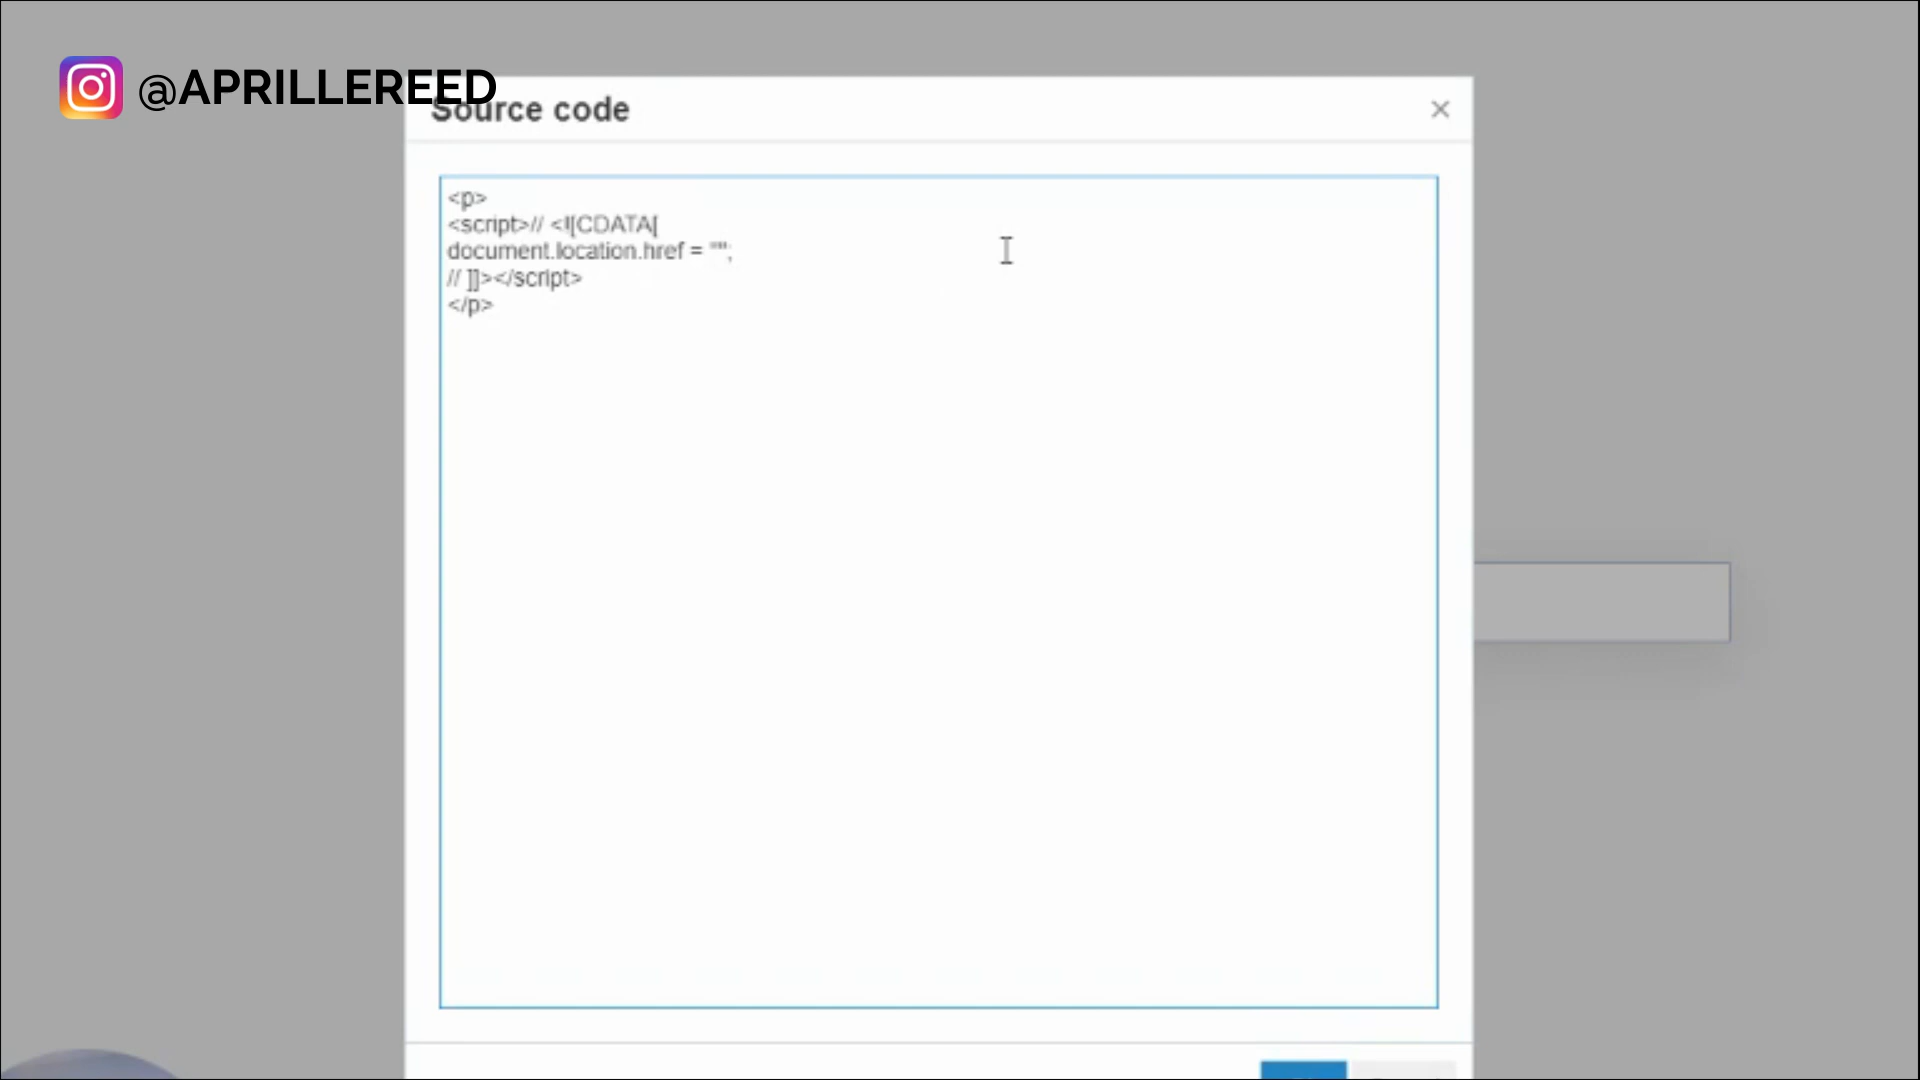 @APRILLEREED
Source code
<p>
<script>// <![CDATA[
document.location.href = "";
// ]]></script>
</p>